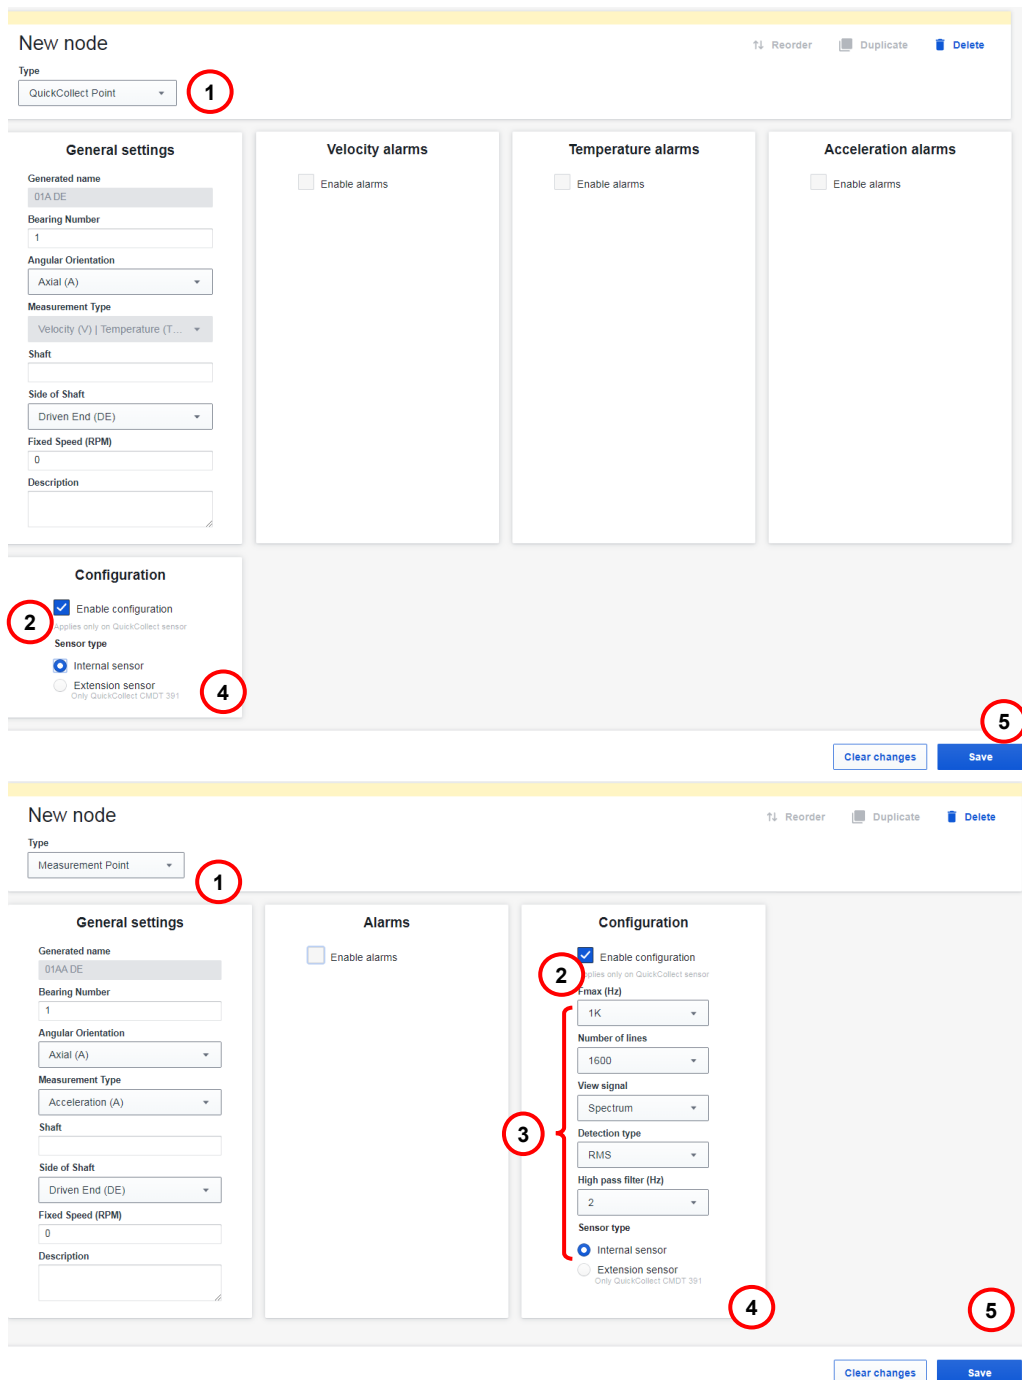 New node
Reorder
Duplicate
Delete
Type
QuickCollect Point
1
General settings
Generated name
01A DE
Bearing Number
1
Angular Orientation
Axial (A)
Measurement Type
Velocity (V) | Temperature (T...
Shaft
Side of Shaft
Driven End (DE)
Fixed Speed (RPM)
0
Description
Velocity alarms
Enable alarms
Temperature alarms
Enable alarms
Acceleration alarms
Enable alarms
Configuration
2
Enable configuration
Applies only on QuickCollect sensor
Sensor type
Internal sensor
Extension sensor
Only QuickCollect CMDT 391
4
5
Clear changes
Save
New node
Reorder
Duplicate
Delete
Type
Measurement Point
1
General settings
Generated name
01AA DE
Bearing Number
1
Angular Orientation
Axial (A)
Measurement Type
Acceleration (A)
Shaft
Side of Shaft
Driven End (DE)
Fixed Speed (RPM)
0
Description
Alarms
Enable alarms
Configuration
Enable configuration
2
only on QuickCollect sensor
Fmax (Hz)
1K
Number of lines
1600
View signal
Spectrum
3
Detection type
RMS
High pass filter (Hz)
2
Sensor type
Internal sensor
Extension sensor
Only QuickCollect CMDT 391
4
5
Clear changes
Save